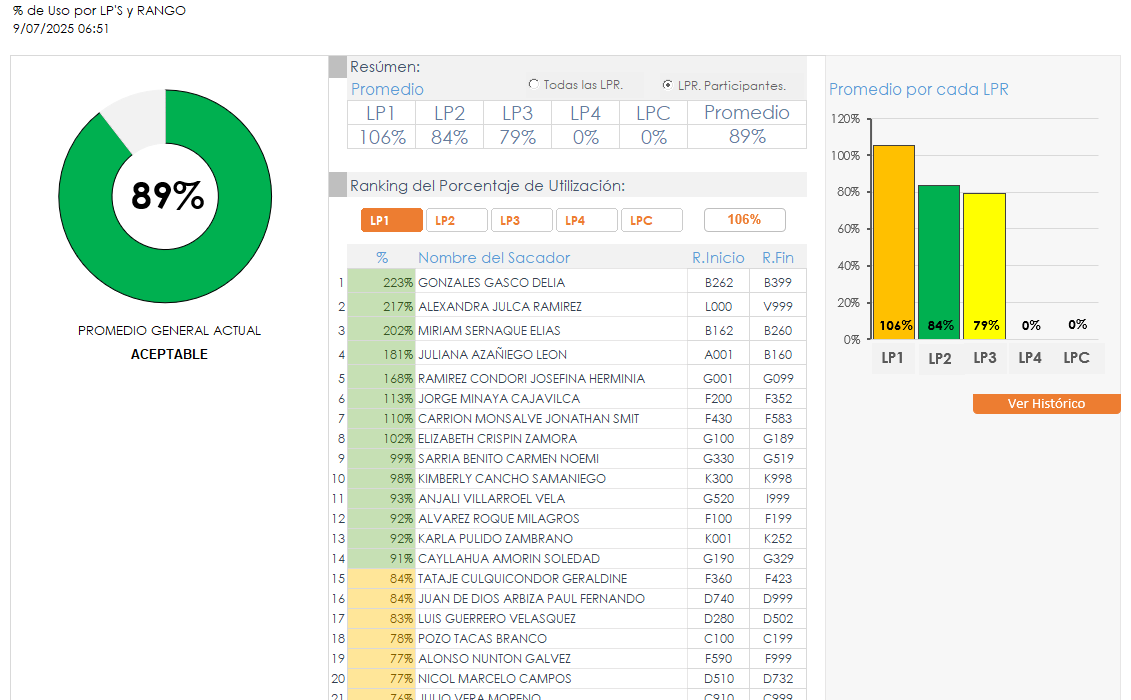 % de Uso por LP'S y RANGO
9/07/2025 06:51
89%
PROMEDIO GENERAL ACTUAL
ACEPTABLE
Resúmen:
Promedio
Todas las LPR.
LPR. Participantes.
LP1 LP2 LP3 LP4 LPC Promedio
106% 84% 79% 0% 0% 89%
Ranking del Porcentaje de Utilización:
LP1 LP2 LP3 LP4 LPC 106%
% Nombre del Sacador R.Inicio R.Fin
1 223% GONZALES GASCO DELIA B262 B399
2 217% ALEXANDRA JULCA RAMIREZ L000 V999
3 202% MIRIAM SERNAQUE ELIAS B162 B260
4 181% JULIANA AZAÑIEGO LEON A001 B160
5 168% RAMIREZ CONDORI JOSEFINA HERMINIA G001 G099
6 113% JORGE MINAYA CAJAVILCA F200 F352
7 110% CARRION MONSALVE JONATHAN SMIT F430 F583
8 102% ELIZABETH CRISPIN ZAMORA G100 G189
9 99% SARRIA BENITO CARMEN NOEMI G330 G519
10 98% KIMBERLY CANCHO SAMANIEGO K300 K998
11 93% ANJALI VILLARROEL VELA G520 I999
12 92% ALVAREZ ROQUE MILAGROS F100 F199
13 92% KARLA PULIDO ZAMBRANO K001 K252
14 91% CAYLLAHUA AMORIN SOLEDAD G190 G329
15 84% TATAJE CULQUICONDOR GERALDINE F360 F423
16 84% JUAN DE DIOS ARBIZA PAUL FERNANDO D740 D999
17 83% LUIS GUERRERO VELASQUEZ D280 D502
18 78% POZO TACAS BRANCO C100 C199
19 77% ALONSO NUNTON GALVEZ F590 F999
20 77% NICOL MARCELO CAMPOS D510 D732
21 76% JULIO VERA MORENO C910 C999
Promedio por cada LPR
120%
100%
80%
60%
40%
20%
0%
106% 84% 79% 0% 0%
LP1 LP2 LP3 LP4 LPC
Ver Histórico